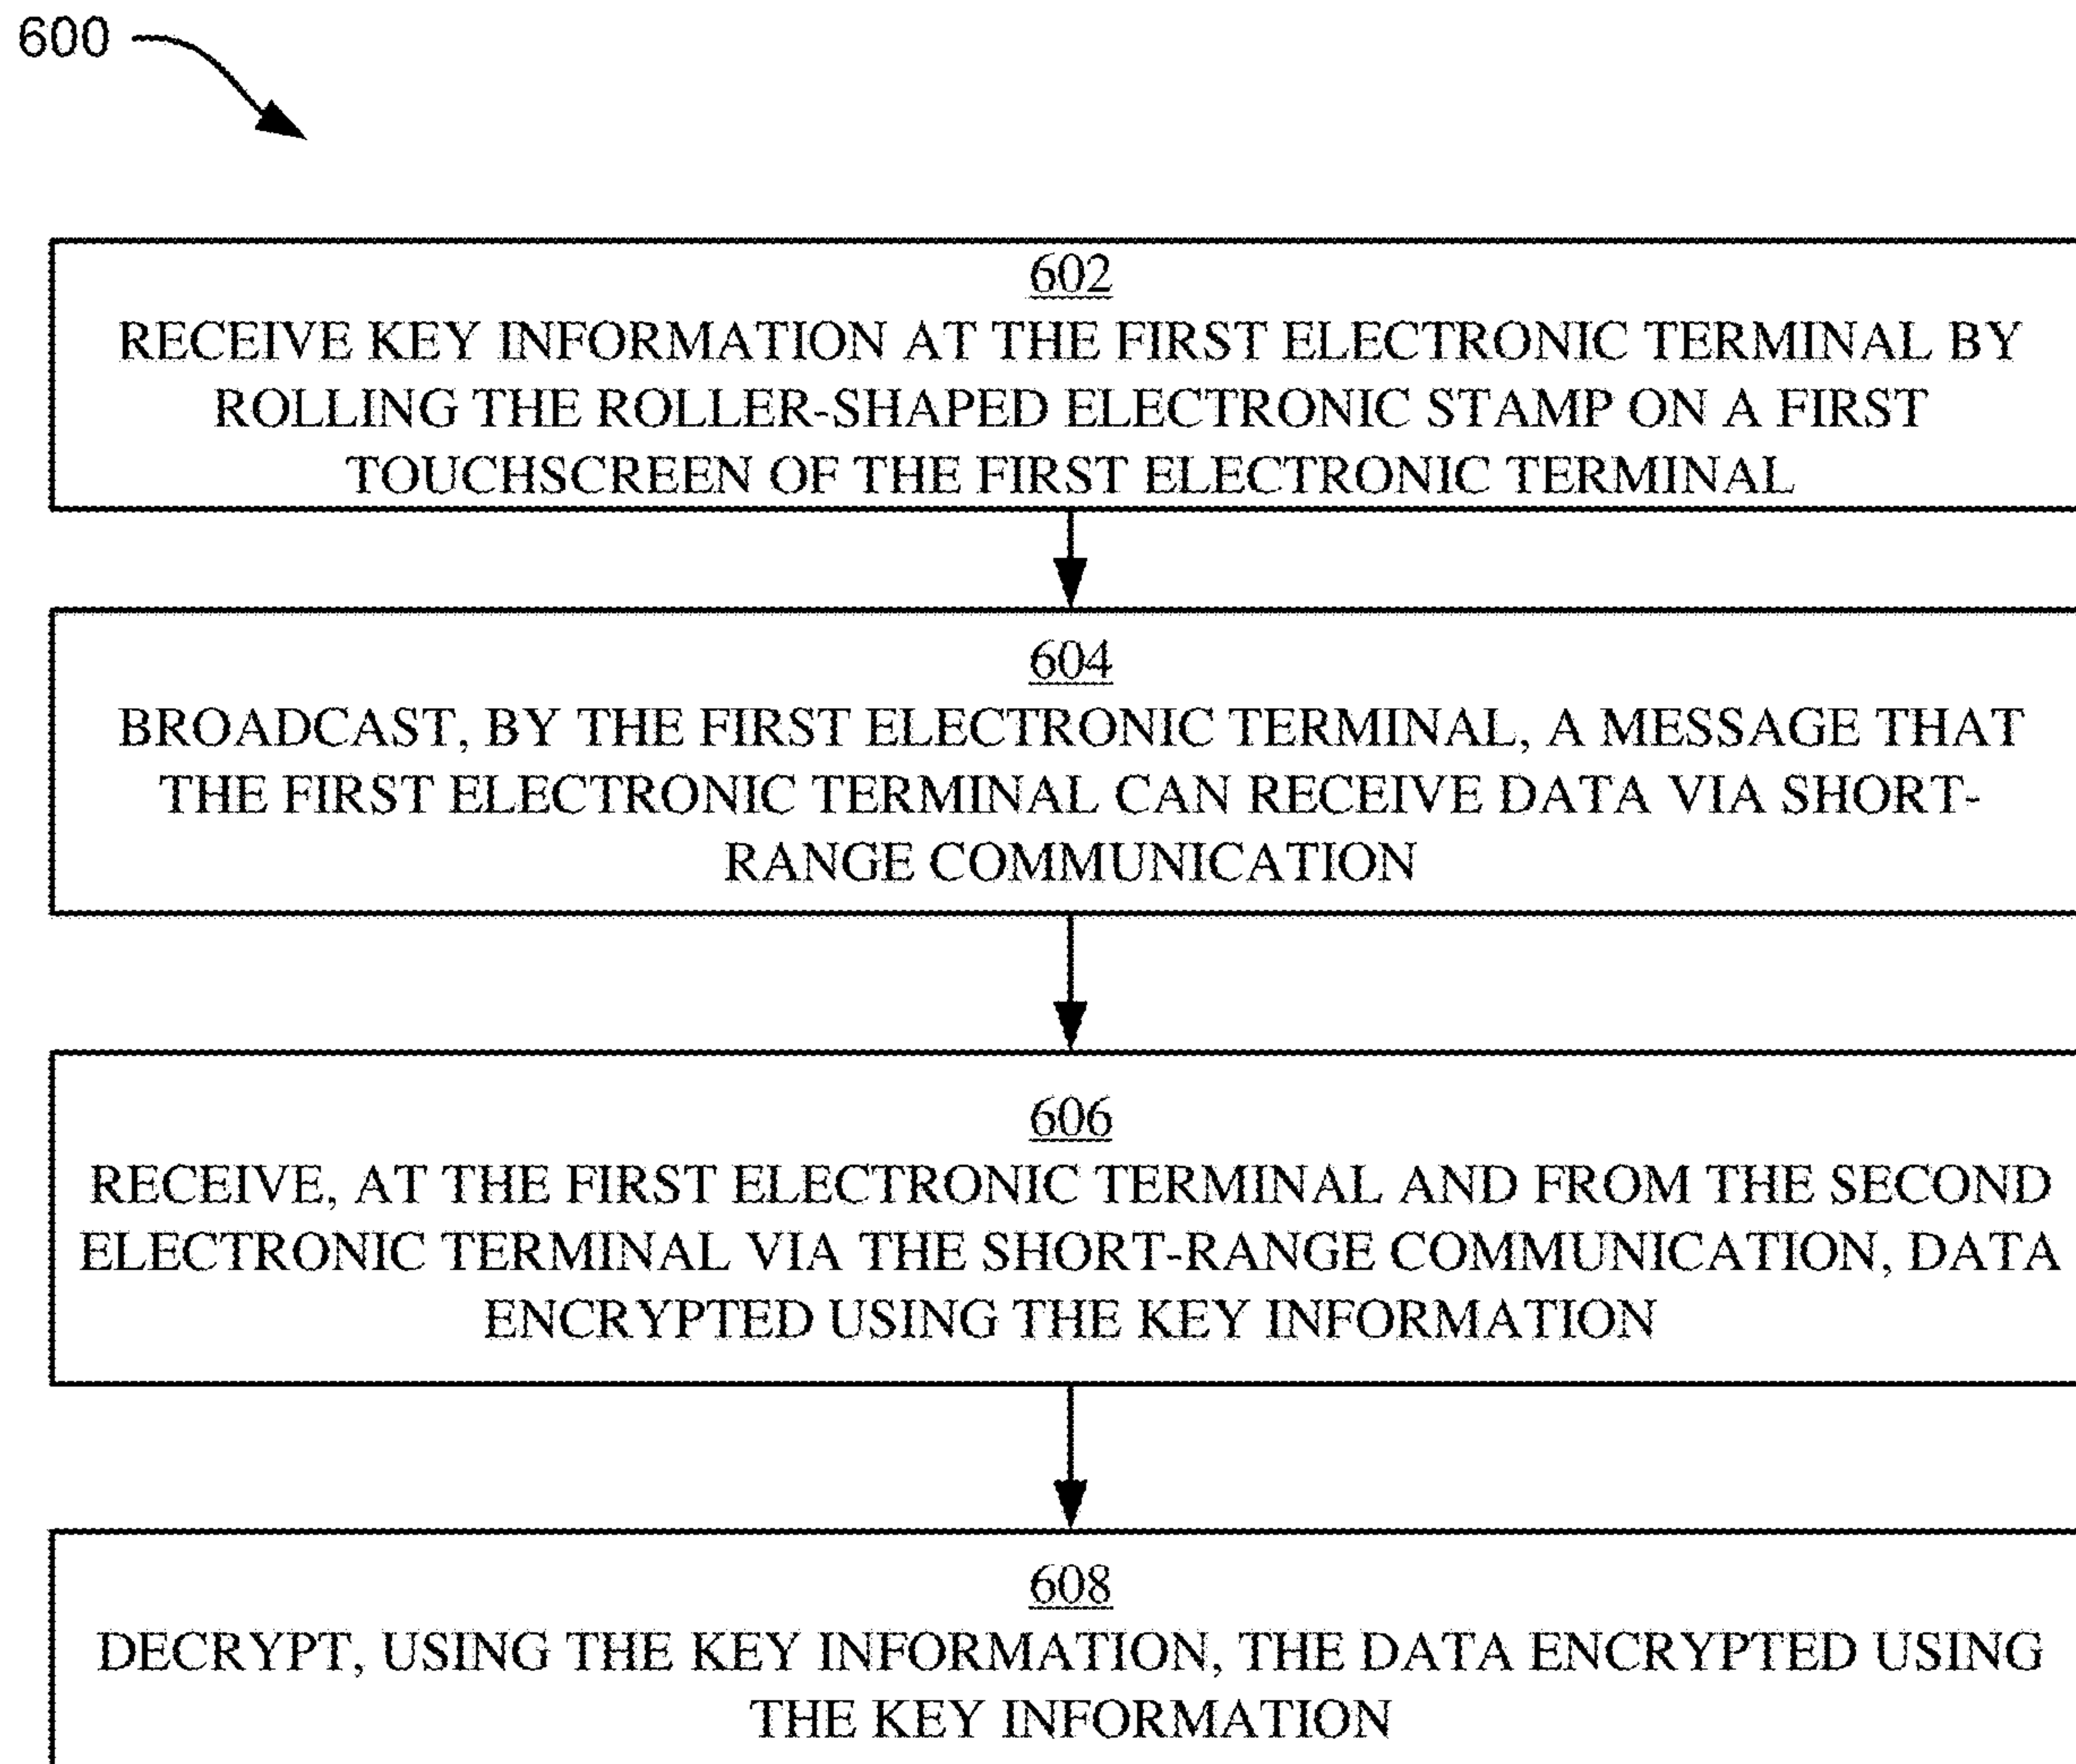 600
602
RECEIVE KEY INFORMATION AT THE FIRST ELECTRONIC TERMINAL BY
ROLLING THE ROLLER-SHAPED ELECTRONIC STAMP ON A FIRST
TOUCHSCREEN OF THE FIRST ELECTRONIC TERMINAL
604
BROADCAST, BY THE FIRST ELECTRONIC TERMINAL, A MESSAGE THAT
THE FIRST ELECTRONIC TERMINAL CAN RECEIVE DATA VIA SHORT-
RANGE COMMUNICATION
606
RECEIVE, AT THE FIRST ELECTRONIC TERMINAL AND FROM THE SECOND
ELECTRONIC TERMINAL VIA THE SHORT-RANGE COMMUNICATION, DATA
ENCRYPTED USING THE KEY INFORMATION
608
DECRYPT, USING THE KEY INFORMATION, THE DATA ENCRYPTED USING
THE KEY INFORMATION